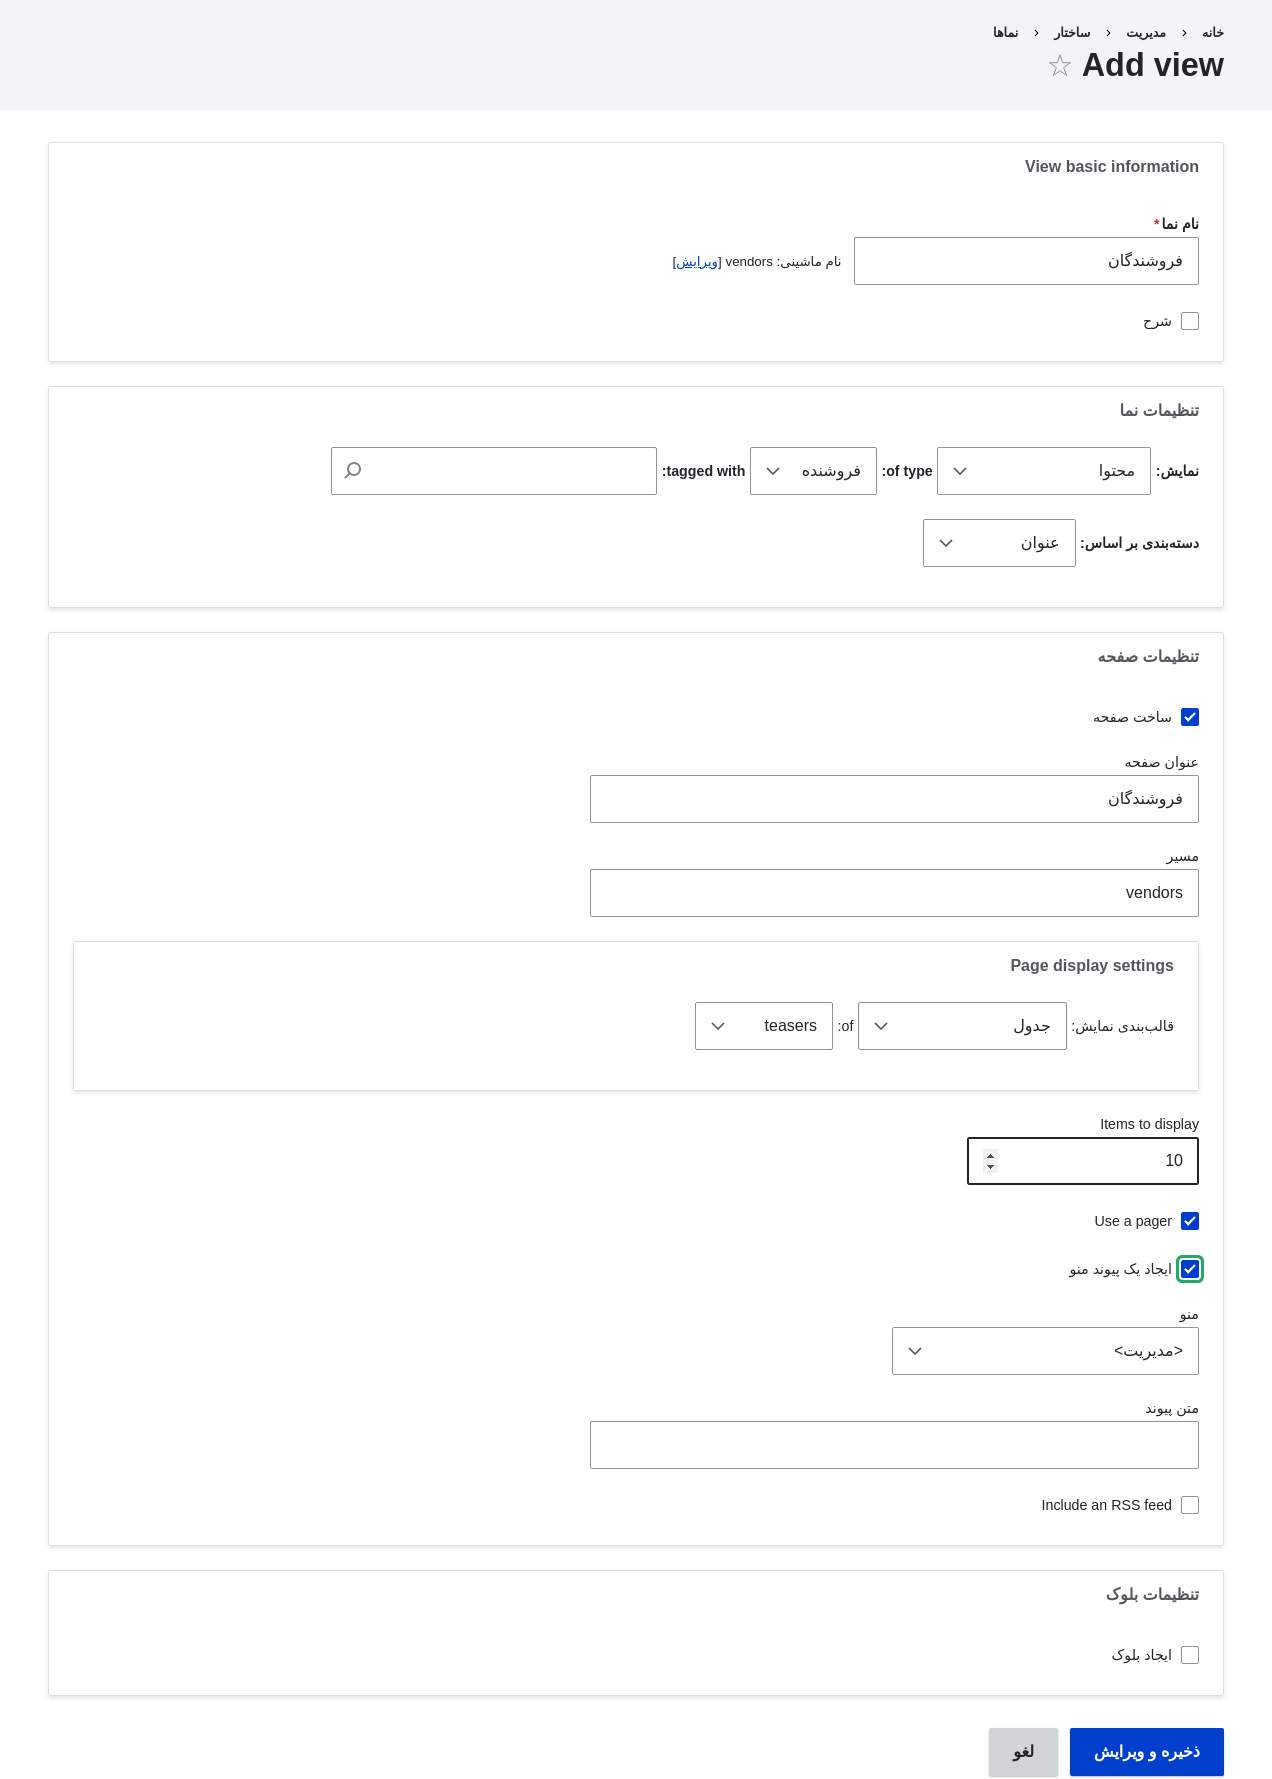 خانه › مدیریت › ساختار › نماها
Add view
View basic information
نام نما *
فروشندگان
نام ماشینی: vendors [ویرایش]
شرح
تنظیمات نما
نمایش: محتوا of type: فروشنده tagged with:
دسته‌بندی بر اساس: عنوان
تنظیمات صفحه
ساخت صفحه
عنوان صفحه
فروشندگان
مسیر
vendors
Page display settings
قالب‌بندی نمایش: جدول of: teasers
Items to display
10
Use a pager
ایجاد یک پیوند منو
منو
<مدیریت>
متن پیوند
Include an RSS feed
تنظیمات بلوک
ایجاد بلوک
ذخیره و ویرایش لغو